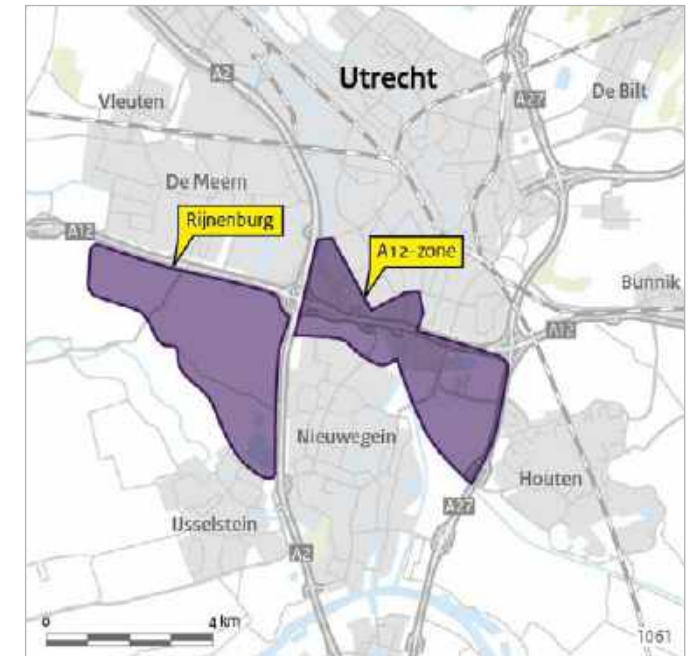 Utrecht
A2
A27
De Bilt
Vleuten
De Meern
Rijnenburg
A12
A12-zone
Bunnik
A12
Nieuwegein
Houten
A27
IJsselstein
A2
0 4 km
1061